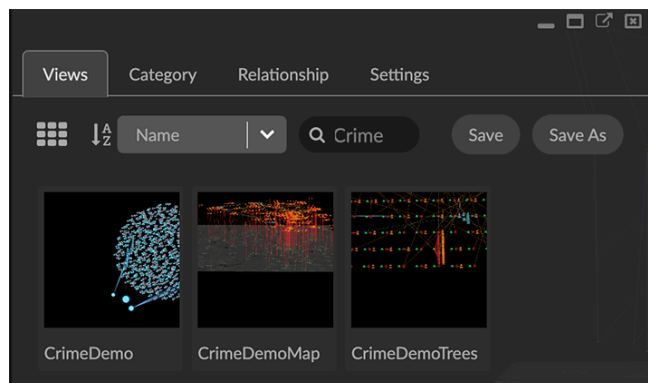 Views Category Relationship Settings
A Z Name Crime Save Save As
CrimeDemo CrimeDemoMap CrimeDemoTrees